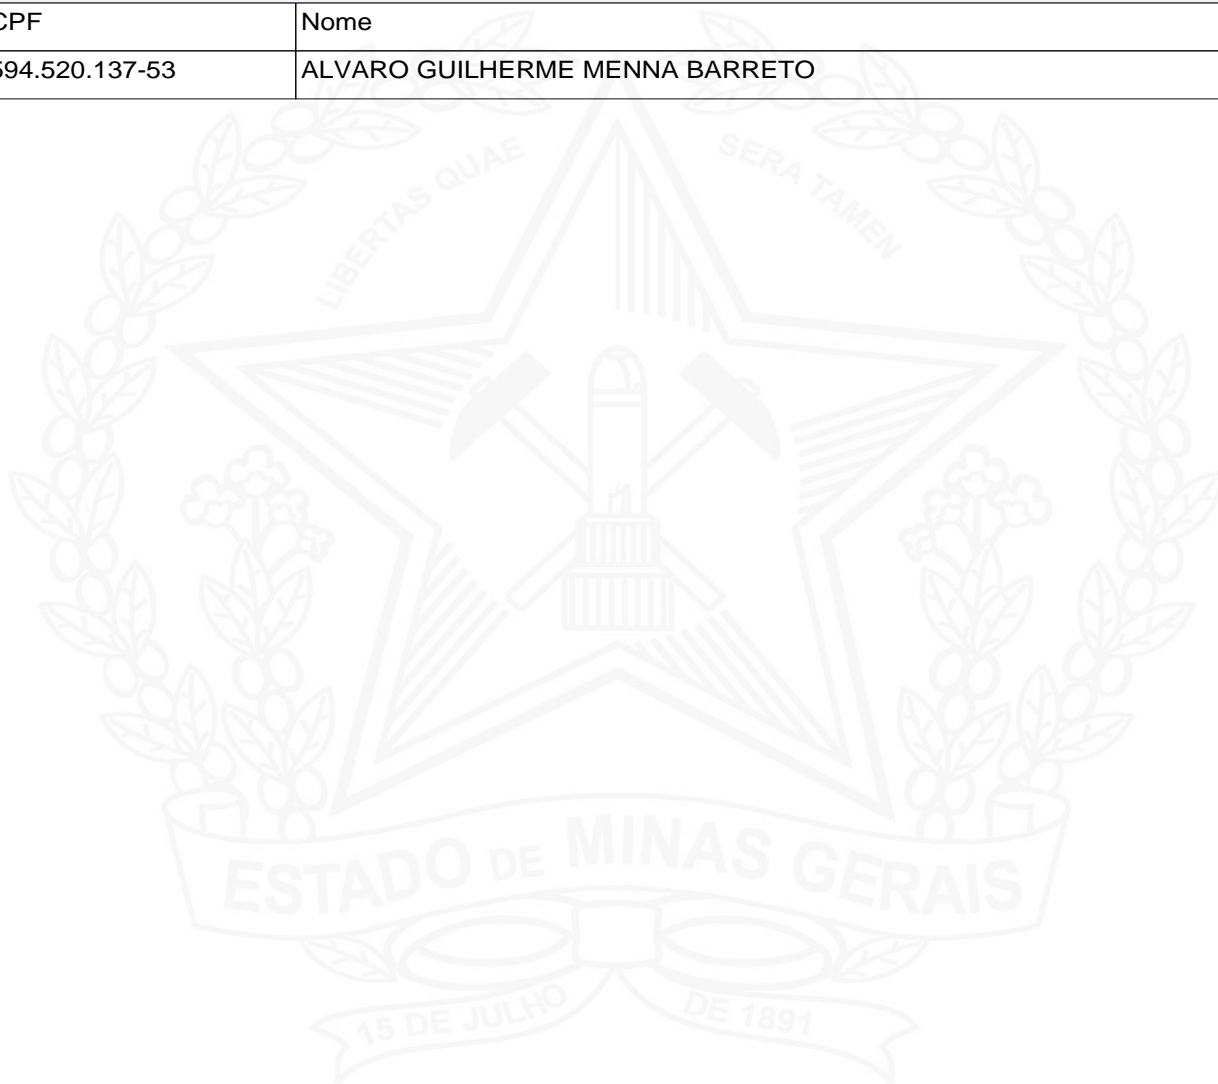 CPF Nome
594.520.137-53 ALVARO GUILHERME MENNA BARRETO
LIBERTAS QUAE SERA TAMEN
ESTADO DE MINAS GERAIS
15 DE JULHO DE 1891